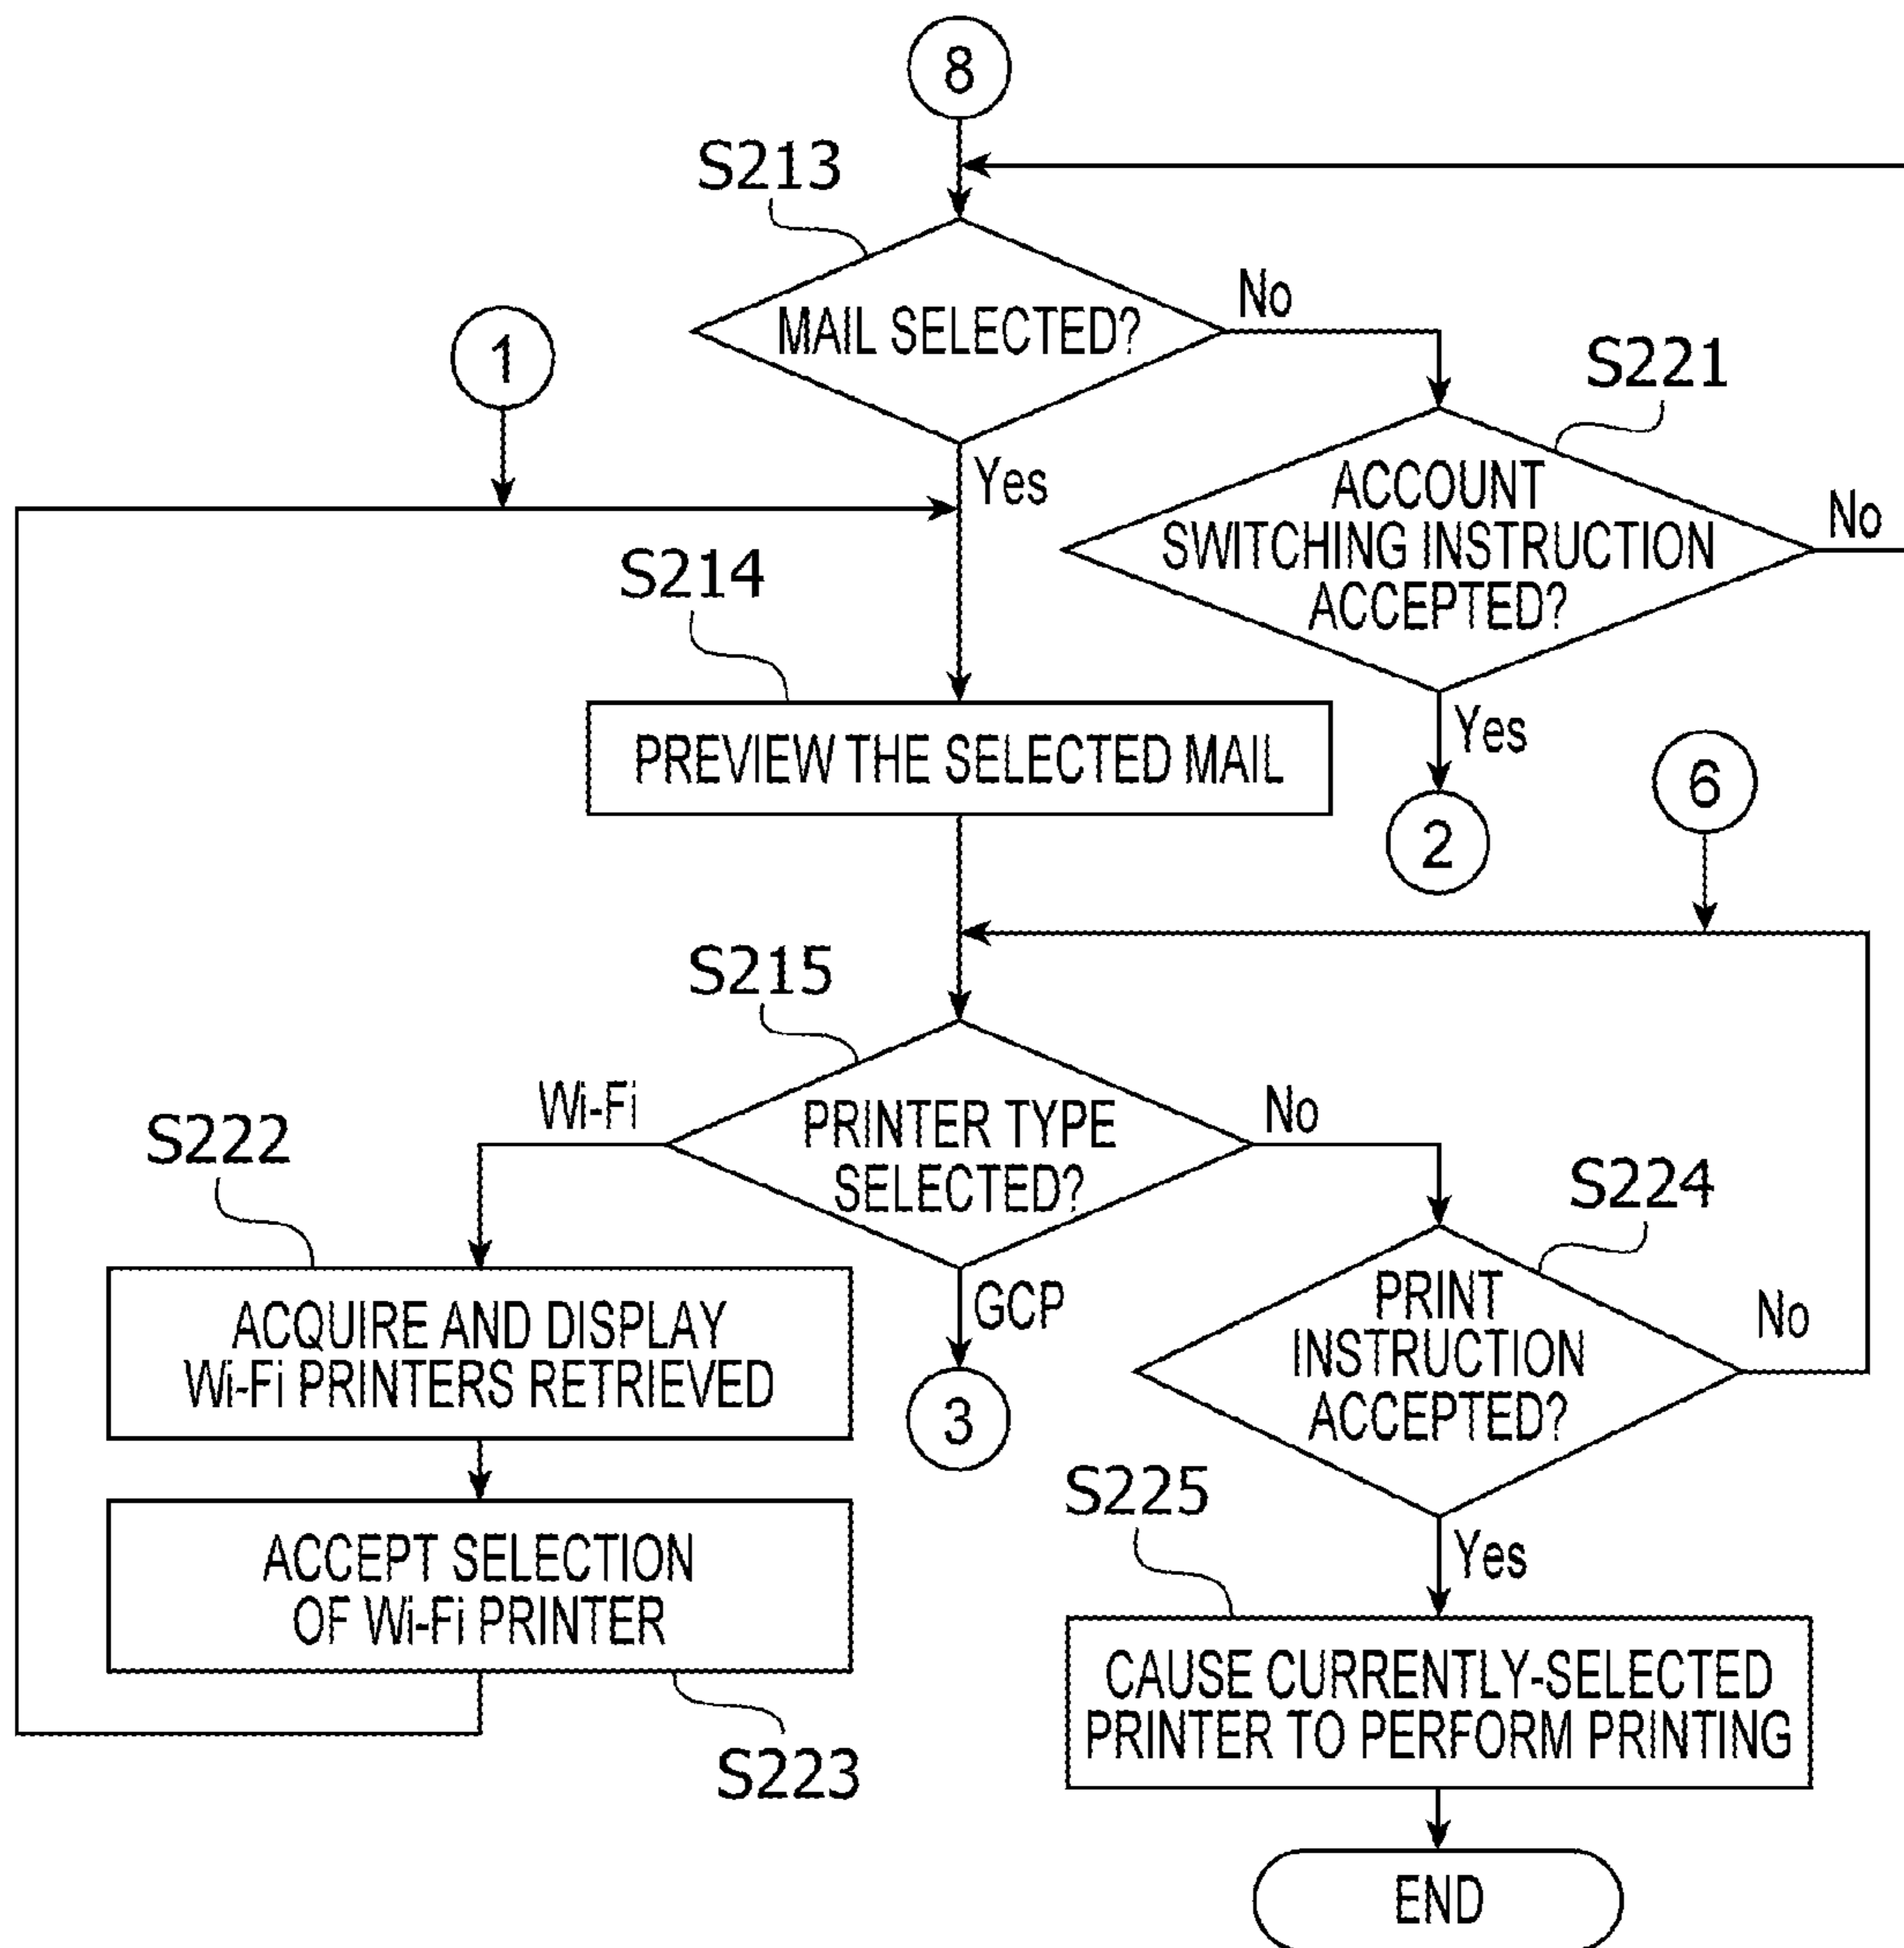 8
S213
MAIL SELECTED?
No
1
S221
Yes
ACCOUNT
SWITCHING INSTRUCTION
ACCEPTED?
No
S214
PREVIEW THE SELECTED MAIL
Yes
2
6
S215
PRINTER TYPE
SELECTED?
Wi-Fi
No
S222
S224
ACQUIRE AND DISPLAY
Wi-Fi PRINTERS RETRIEVED
GCP
3
PRINT
INSTRUCTION
ACCEPTED?
No
S225
Yes
ACCEPT SELECTION
OF Wi-Fi PRINTER
S223
CAUSE CURRENTLY-SELECTED
PRINTER TO PERFORM PRINTING
END